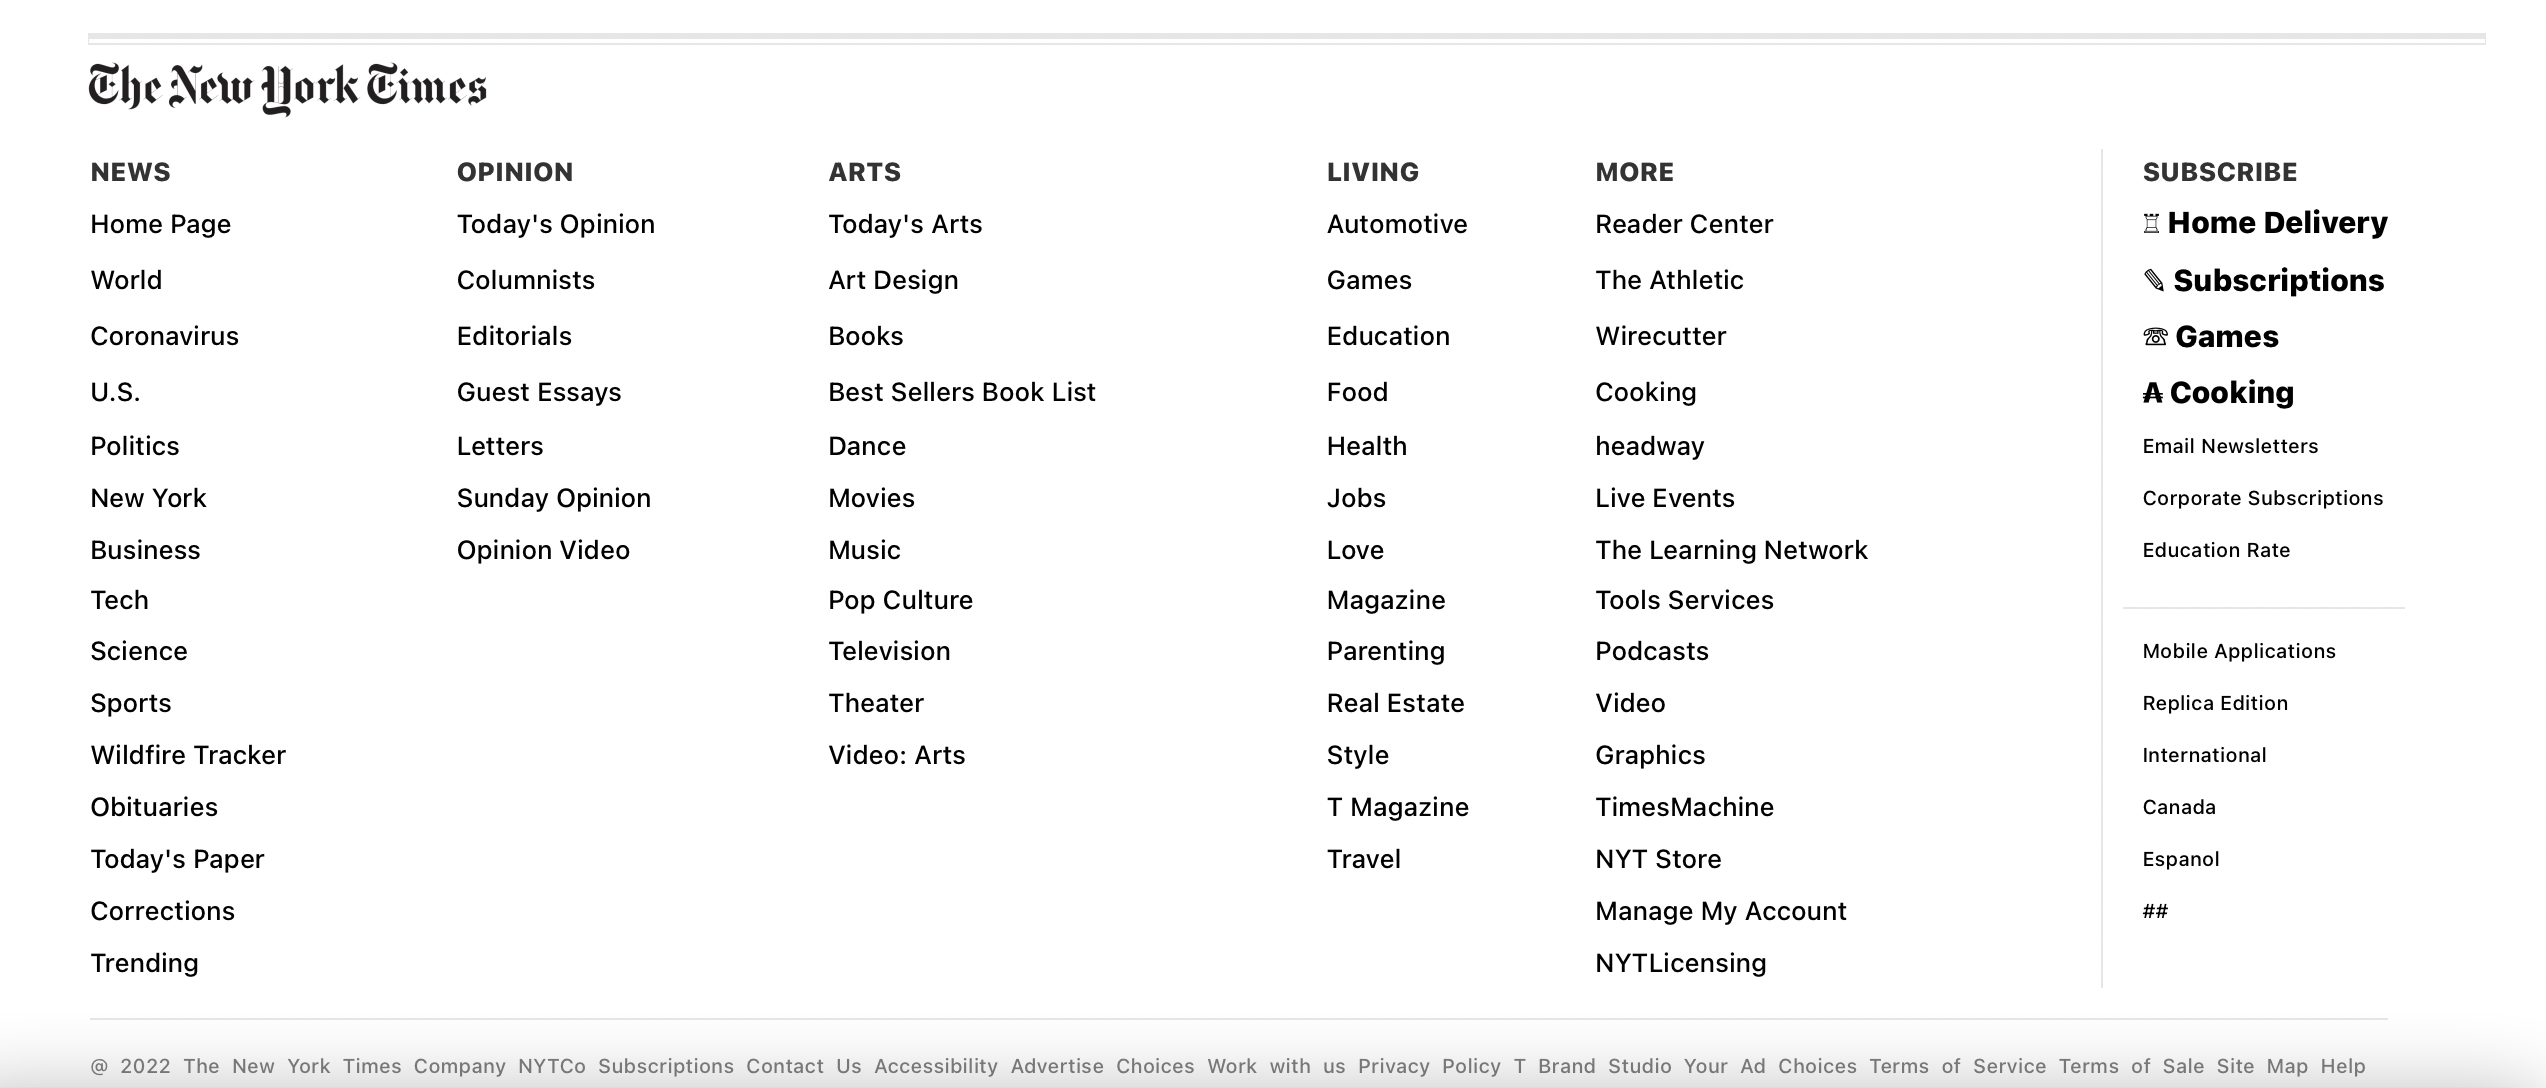 The New York Times
NEWS
Home Page
World
Coronavirus
U.S.
Politics
New York
Business
Tech
Science
Sports
Wildfire Tracker
Obituaries
Today's Paper
Corrections
Trending
OPINION
Today's Opinion
Columnists
Editorials
Guest Essays
Letters
Sunday Opinion
Opinion Video
ARTS
Today's Arts
Art Design
Books
Best Sellers Book List
Dance
Movies
Music
Pop Culture
Television
Theater
Video: Arts
LIVING
Automotive
Games
Education
Food
Health
Jobs
Love
Magazine
Parenting
Real Estate
Style
T Magazine
Travel
MORE
Reader Center
The Athletic
Wirecutter
Cooking
headway
Live Events
The Learning Network
Tools Services
Podcasts
Video
Graphics
TimesMachine
NYT Store
Manage My Account
NYTLicensing
SUBSCRIBE
♖ Home Delivery
✎ Subscriptions
☏ Games
₳ Cooking
Email Newsletters
Corporate Subscriptions
Education Rate
Mobile Applications
Replica Edition
International
Canada
Espanol
##
@ 2022 The New York Times Company NYTCo Subscriptions Contact Us Accessibility Advertise Choices Work with us Privacy Policy T Brand Studio Your Ad Choices Terms of Service Terms of Sale Site Map Help